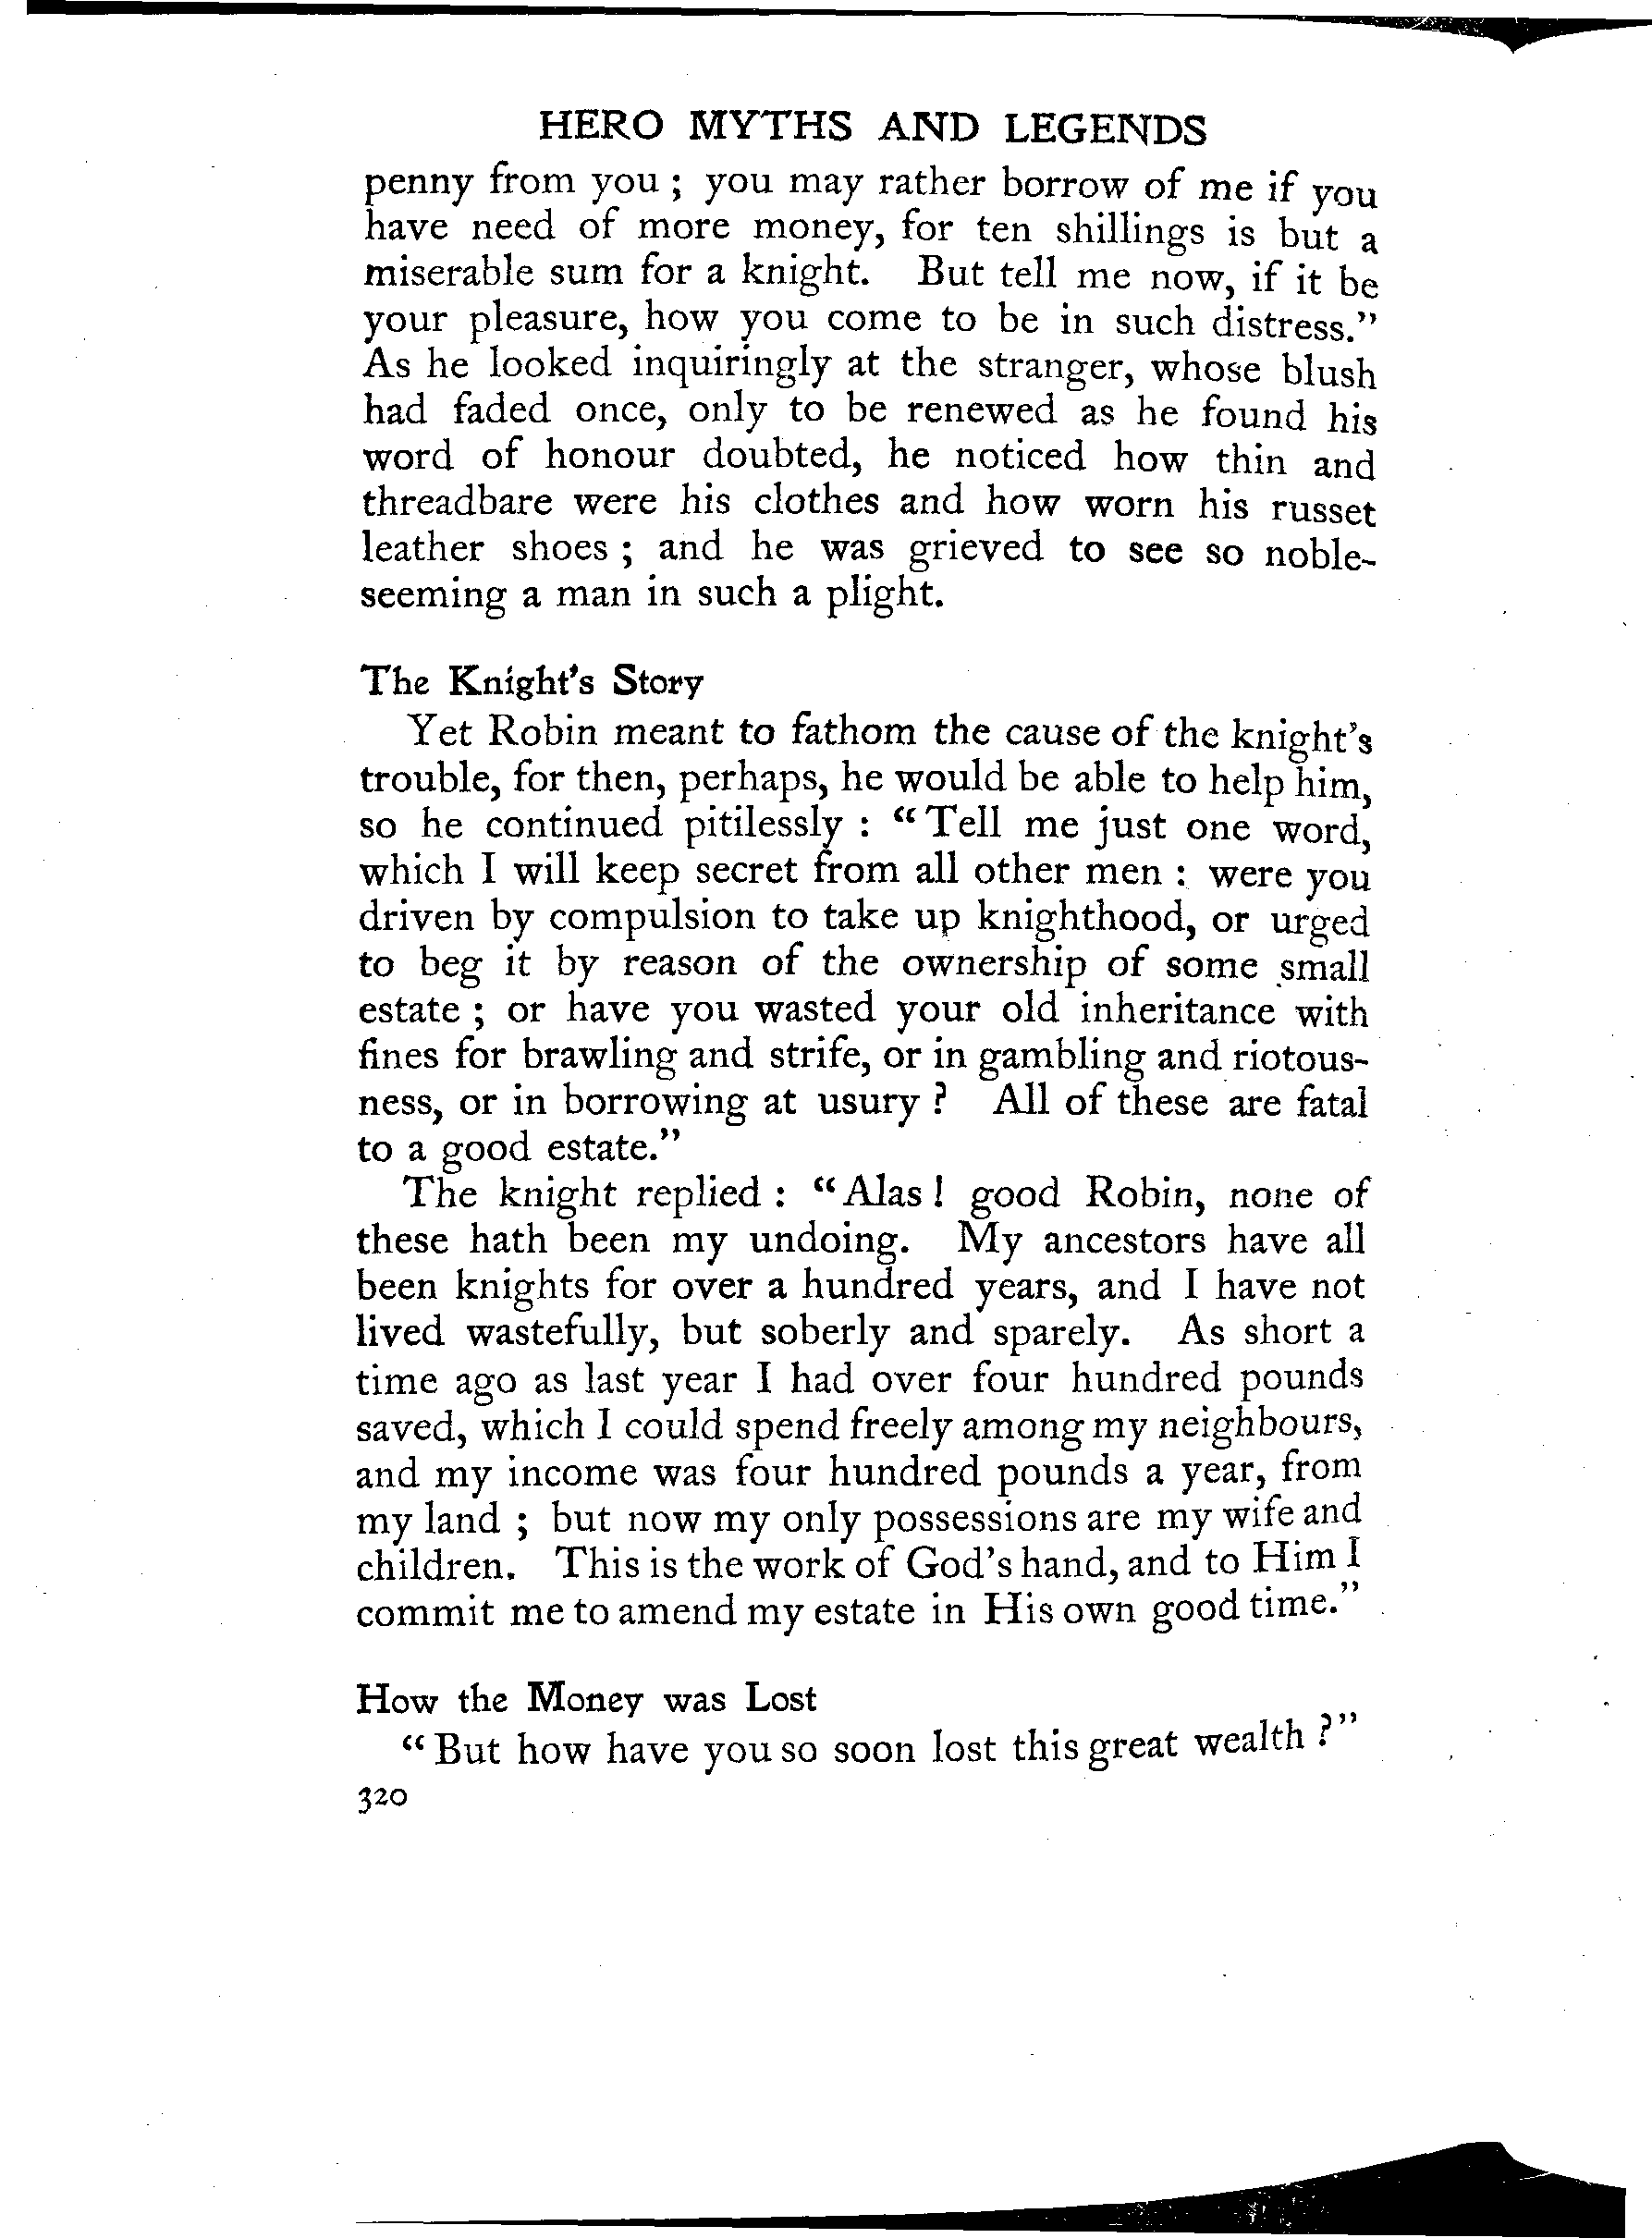 HERO MYTHS AND LEGENDS
penny from you ; you may rather borrow of me if you
have need of more money, for ten shillings is but a
miserable sum for a knight. But tell me now, if it be
your pleasure, how you come to be in such distress."
As he looked inquiringly at the stranger, whose blush
had faded once, only to be renewed as he found his
word of honour doubted, he noticed how thin and
threadbare were his clothes and how worn his russet
leather shoes ; and he was grieved to see so noble-
seeming a man in such a plight.
The Knight's Story
Yet Robin meant to fathom the cause of the knight's
trouble, for then, perhaps, he would be able to help him,
so he continued pitilessly : "Tell me just one word,
which I will keep secret from all other men : were you
driven by compulsion to take up knighthood, or urged
to beg it by reason of the ownership of some small
estate ; or have you wasted your old inheritance with
fines for brawling and strife, or in gambling and riotous-
ness, or in borrowing at usury ? All of these are fatal
to a good estate."
The knight replied : "Alas ! good Robin, none of
these hath been my undoing. My ancestors have all
been knights for over a hundred years, and I have not
lived wastefully, but soberly and sparely. As short a
time ago as last year I had over four hundred pounds
saved, which I could spend freely among my neighbours,
and my income was four hundred pounds a year, from
my land ; but now my only possessions are my wife and
children. This is the work of God's hand, and to Him I
commit me to amend my estate in His own good time."
How the Money was Lost
"But how have you so soon lost this great wealth ?"
320